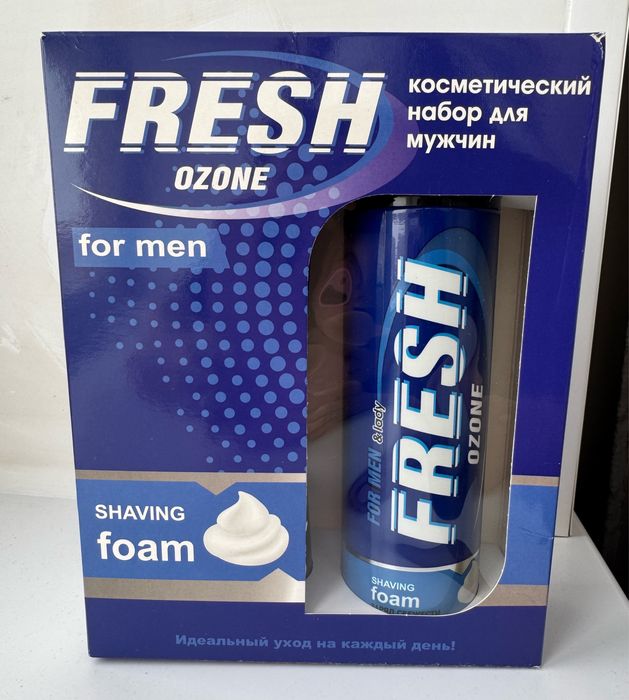 FRESH
OZONE
косметический
набор для
мужчин
for men
SHAVING
foam
FRESH
OZONE
FOR MEN & lady
SHAVING
foam
Идеальный уход на каждый день!